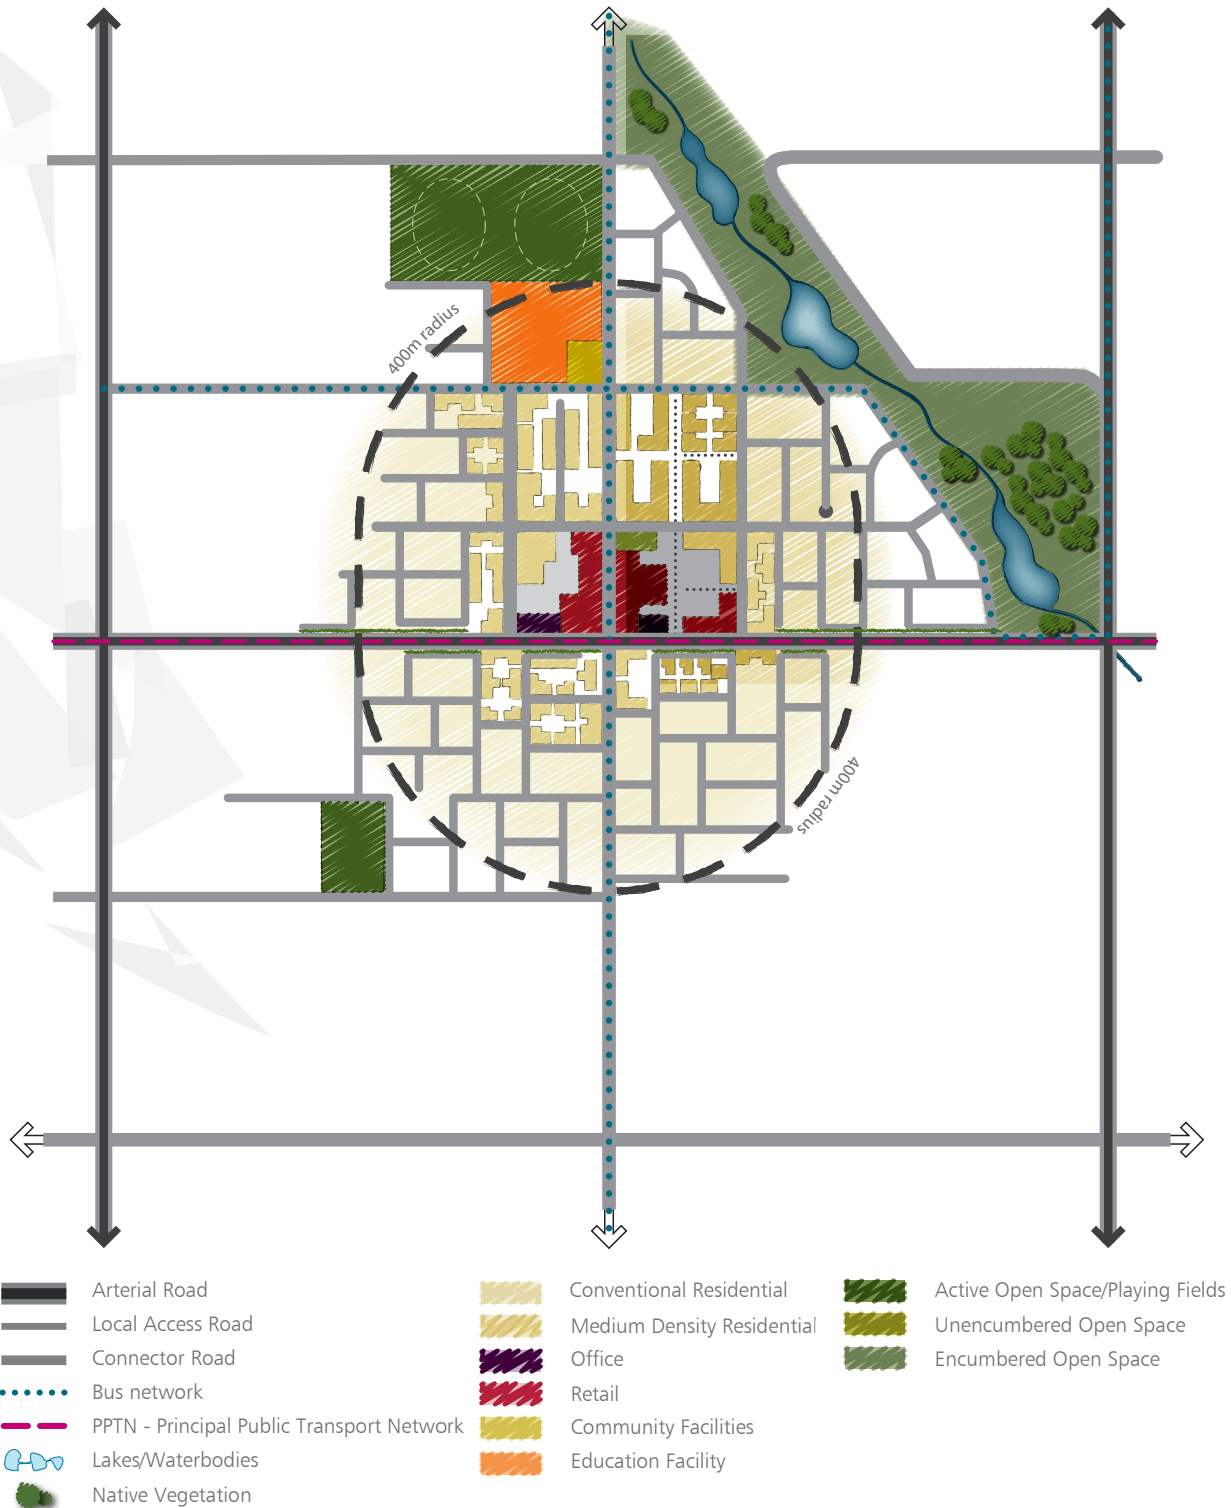 400m radius
400m radius
Arterial Road
Local Access Road
Connector Road
Bus network
PPTN - Principal Public Transport Network
Lakes/Waterbodies
Native Vegetation
Conventional Residential
Medium Density Residential
Office
Retail
Community Facilities
Education Facility
Active Open Space/Playing Fields
Unencumbered Open Space
Encumbered Open Space